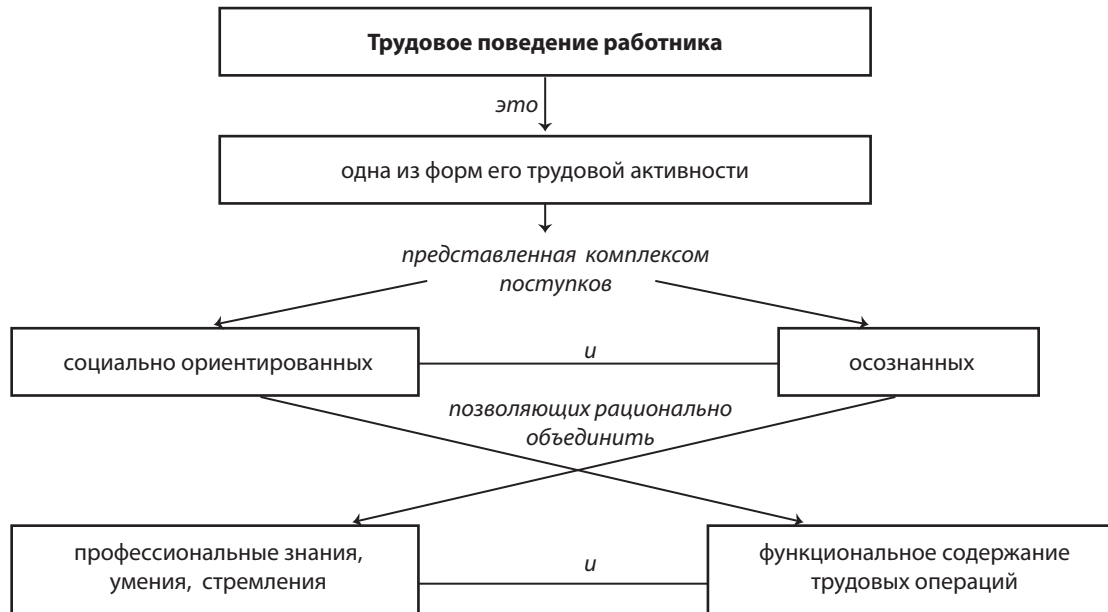 Трудовое поведение работника
это
одна из форм его трудовой активности
представленная комплексом
поступков
социально ориентированных
и
осознанных
позволяющих рационально
объединить
профессиональные знания,
умения, стремления
и
функциональное содержание
трудовых операций